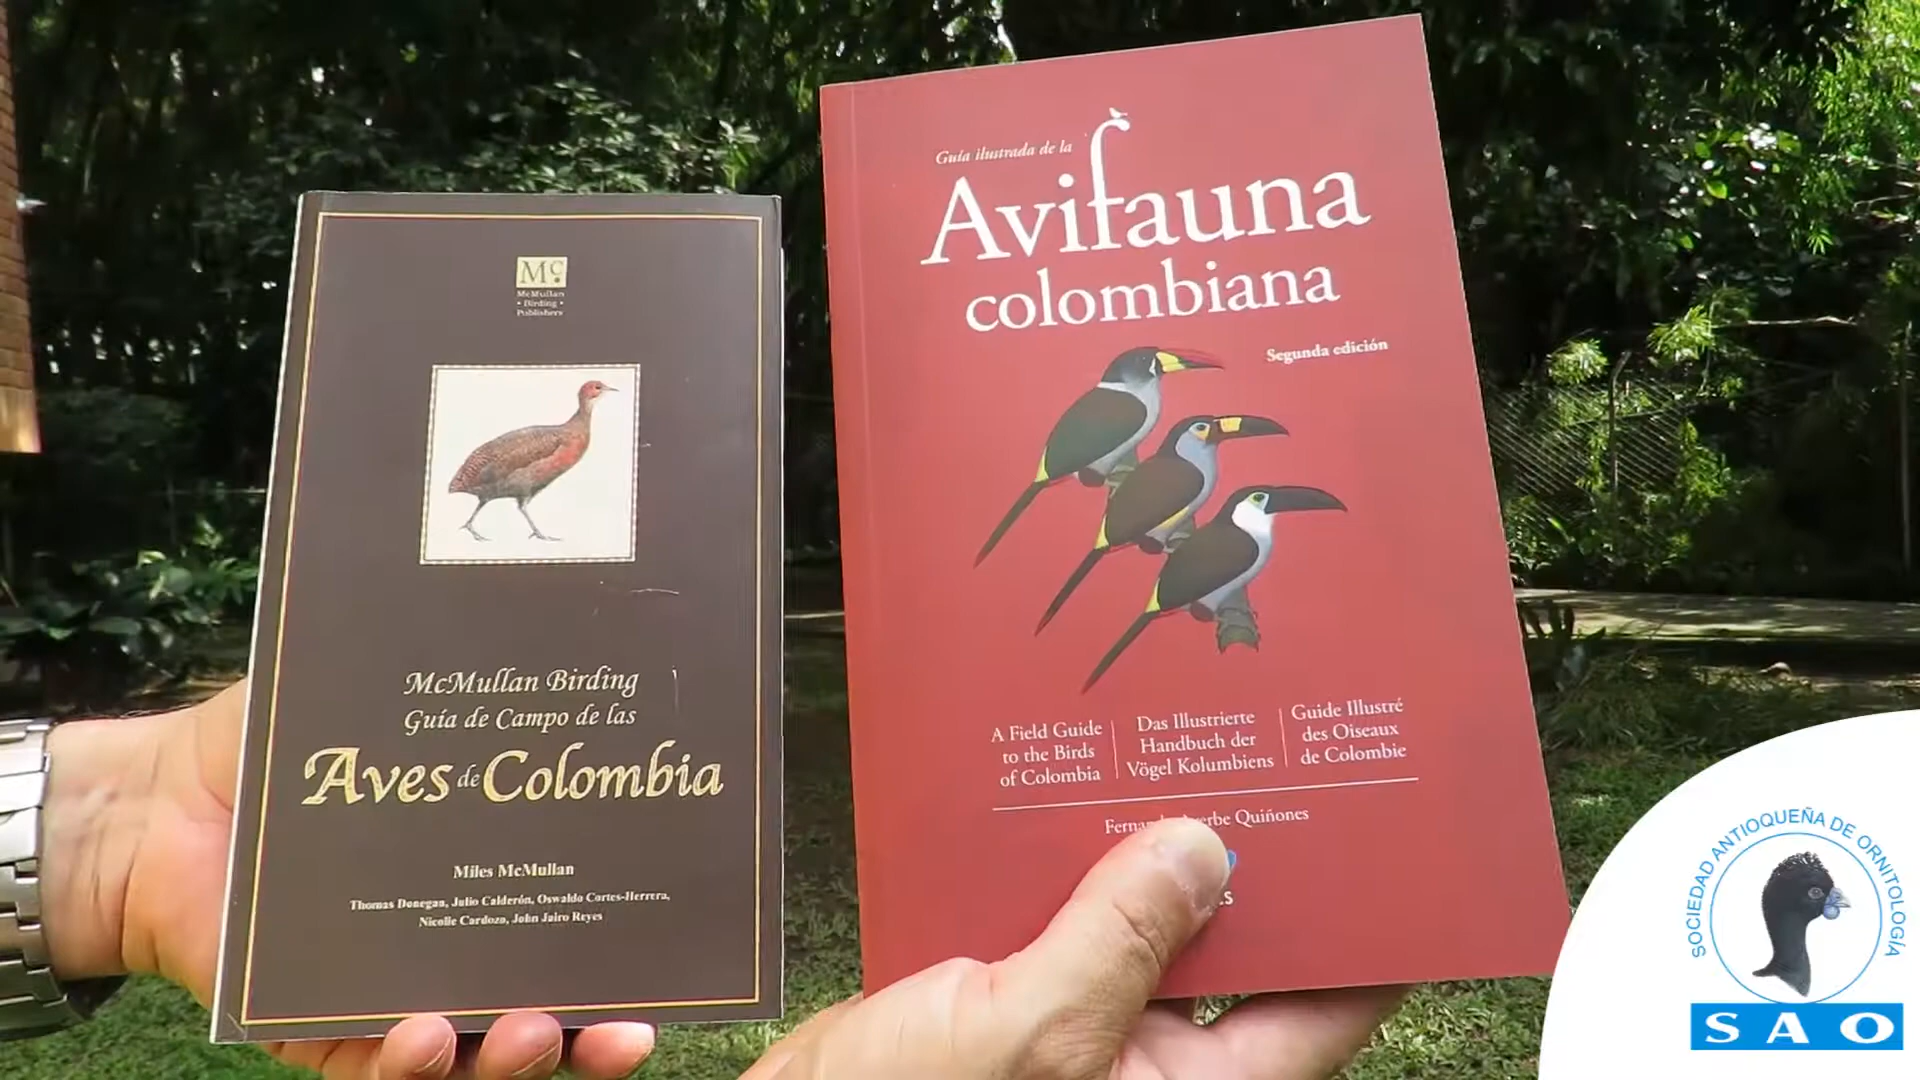 Mc
McMullan
• Birding •
Publishers
McMullan Birding
Guía de Campo de las
Aves de Colombia
Miles McMullan
Thomas Donegan, Julio Calderón, Oswaldo Cortes-Herrera,
Nicolle Cardozo, John Jairo Reyes
Guía ilustrada de la
Avifauna
colombiana
Segunda edición
A Field Guide
to the Birds
of Colombia
Das Illustrierte
Handbuch der
Vögel Kolumbiens
Guide Illustré
des Oiseaux
de Colombie
Quiñones
SOCIEDAD ANTIOQUEÑA DE ORNITOLOGÍA
SAO